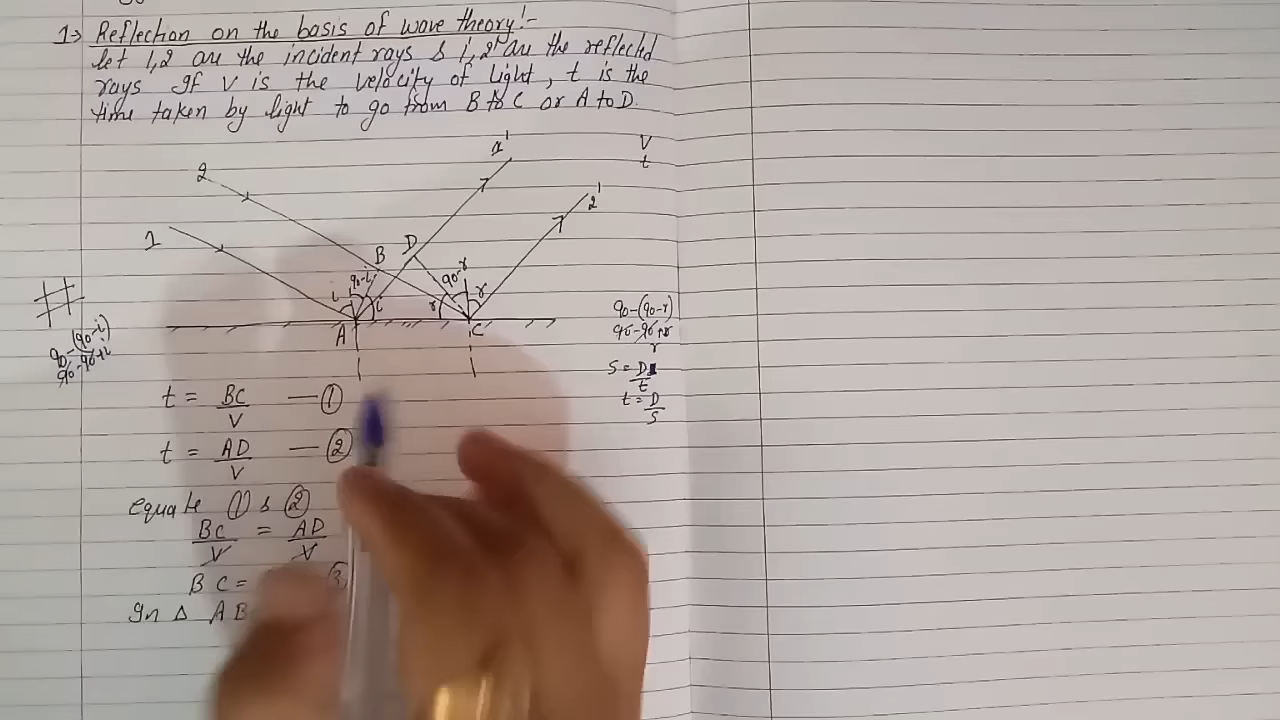 1⇒ Reflection on the basis of wave theory!-
let 1,2 are the incident rays & 1',2' are the reflected
rays If V is the velocity of light, t is the
time taken by light to go from B to C or A to D.
1'
V
t
2
2'
1
B
D
90-i
90-r
i
i
r
r
A
C
90-(90-i)
90-90+i
90-(90-r)
90-90+r
r
S = D
t
t = D
S
t = BC/V —①
t = AD/V —②
equate ① & ②
BC/V = AD/V
BC=
In Δ AB